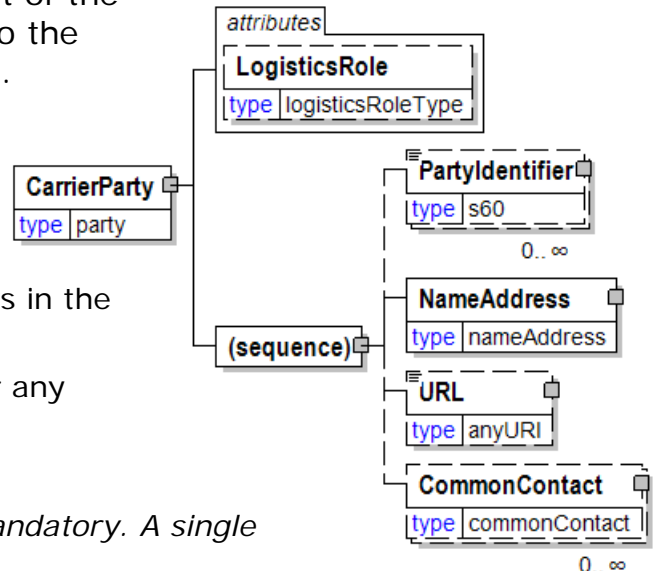 t of the
o the
.
s in the
any
andatory. A single
attributes
LogisticsRole
type logisticsRoleType
CarrierParty
type party
(sequence)
PartyIdentifier
type s60
0.. ∞
NameAddress
type nameAddress
URL
type anyURI
CommonContact
type commonContact
0.. ∞